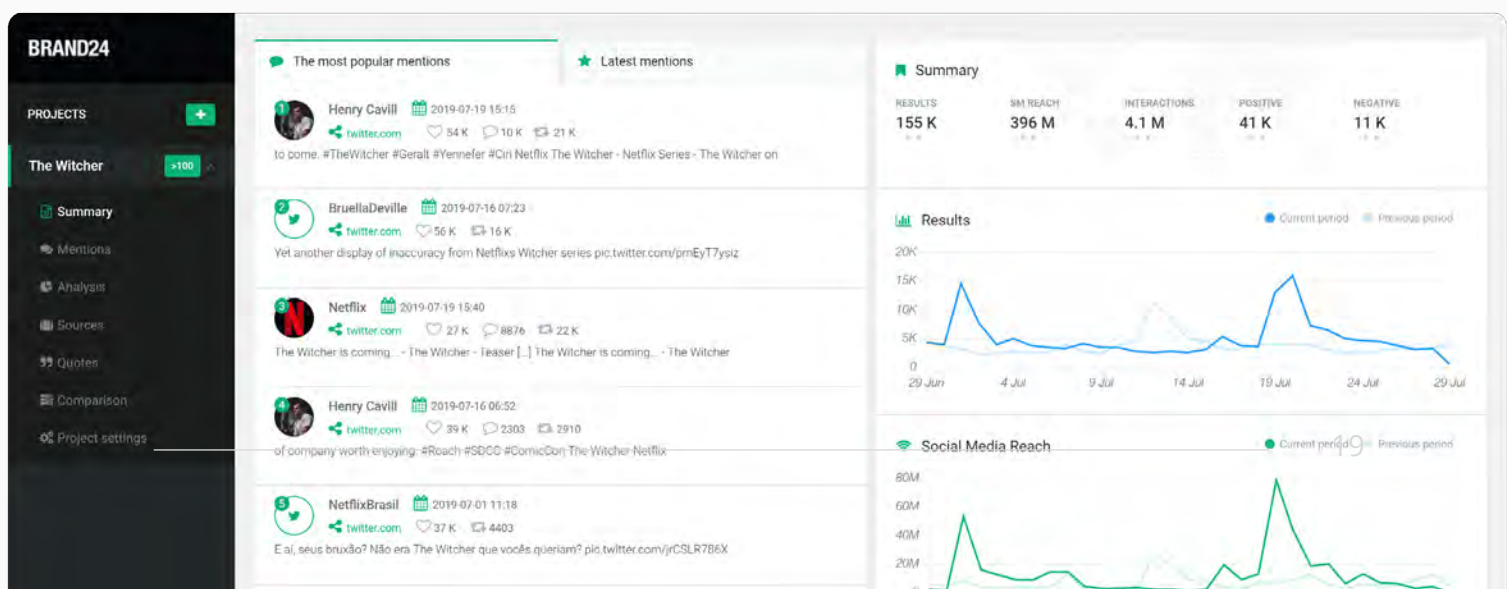 BRAND24
PROJECTS
+
The Witcher
>100
Summary
Mentions
Analysis
Sources
Quotes
Comparison
Project settings
The most popular mentions
Latest mentions
1
Henry Cavill 2019-07-19 15:15
twitter.com 54 K 10 K 21 K
to come. #TheWitcher #Geralt #Yennefer #Ciri Netflix The Witcher - Netflix Series - The Witcher on
2
BruellaDeville 2019-07-16 07:23
twitter.com 56 K 16 K
Yet another display of inaccuracy from Netflixs Witcher series pic.twitter.com/prnEyT7ysiz
3
Netflix 2019-07-19 15:40
twitter.com 27 K 8876 22 K
The Witcher is coming... - The Witcher - Teaser [...] The Witcher is coming... - The Witcher
4
Henry Cavill 2019-07-16 06:52
twitter.com 39 K 2303 2910
of company worth enjoying. #Roach #SDCC #ComicCon The Witcher Netflix
5
NetflixBrasil 2019-07-01 11:18
twitter.com 37 K 4403
E aí, seus bruxão? Não era The Witcher que vocês queriam? pic.twitter.com/jrCSLR786X
Summary
RESULTS SM REACH INTERACTIONS POSITIVE NEGATIVE
155 K 396 M 4.1 M 41 K 11 K
Results
Current period Previous period
20K
15K
10K
5K
0
29 Jun 4 Jul 9 Jul 14 Jul 19 Jul 24 Jul 29 Jul
Social Media Reach
Current period Previous period
19
80M
60M
40M
20M